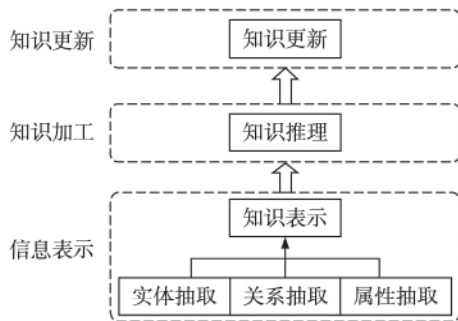 知识更新 知识更新
知识加工 知识推理
知识表示
信息表示
实体抽取 关系抽取 属性抽取